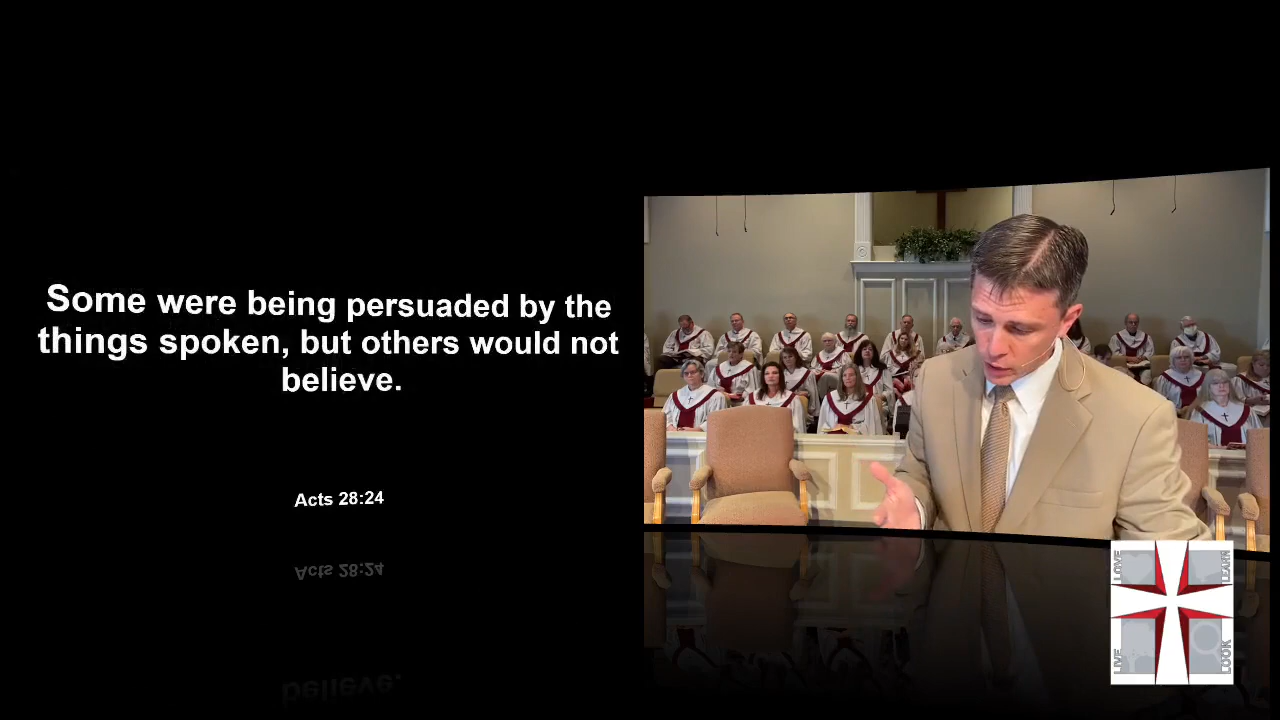 Some were being persuaded by the
things spoken, but others would not
believe.
Acts 28:24
LOVE
LEARN
LIVE
LOOK